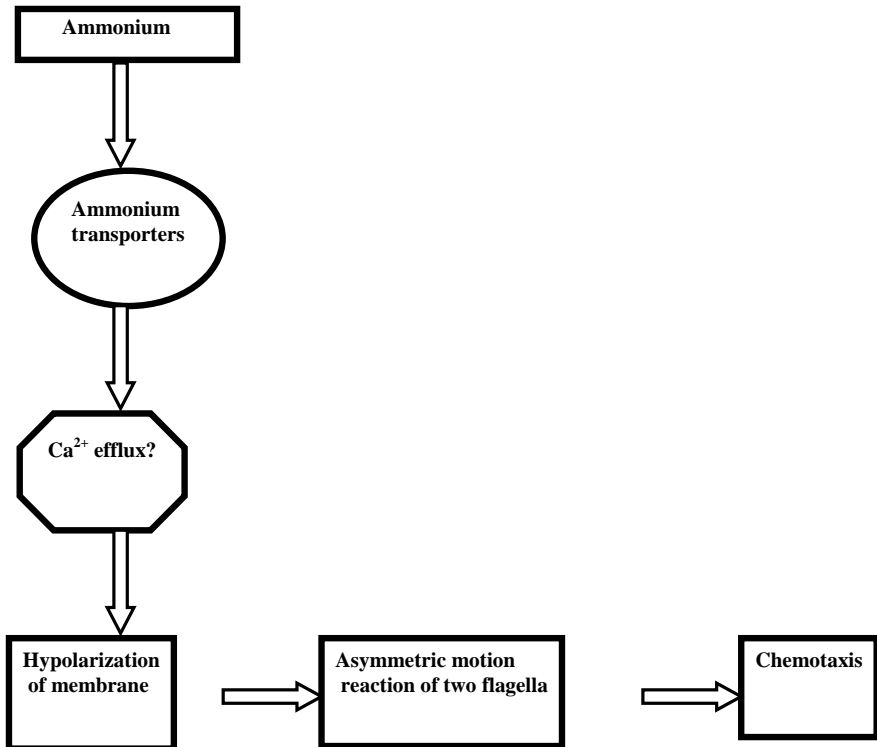 Ammonium
Ammonium
transporters
Ca²⁺ efflux?
Hypolarization
of membrane
Asymmetric motion
reaction of two flagella
Chemotaxis